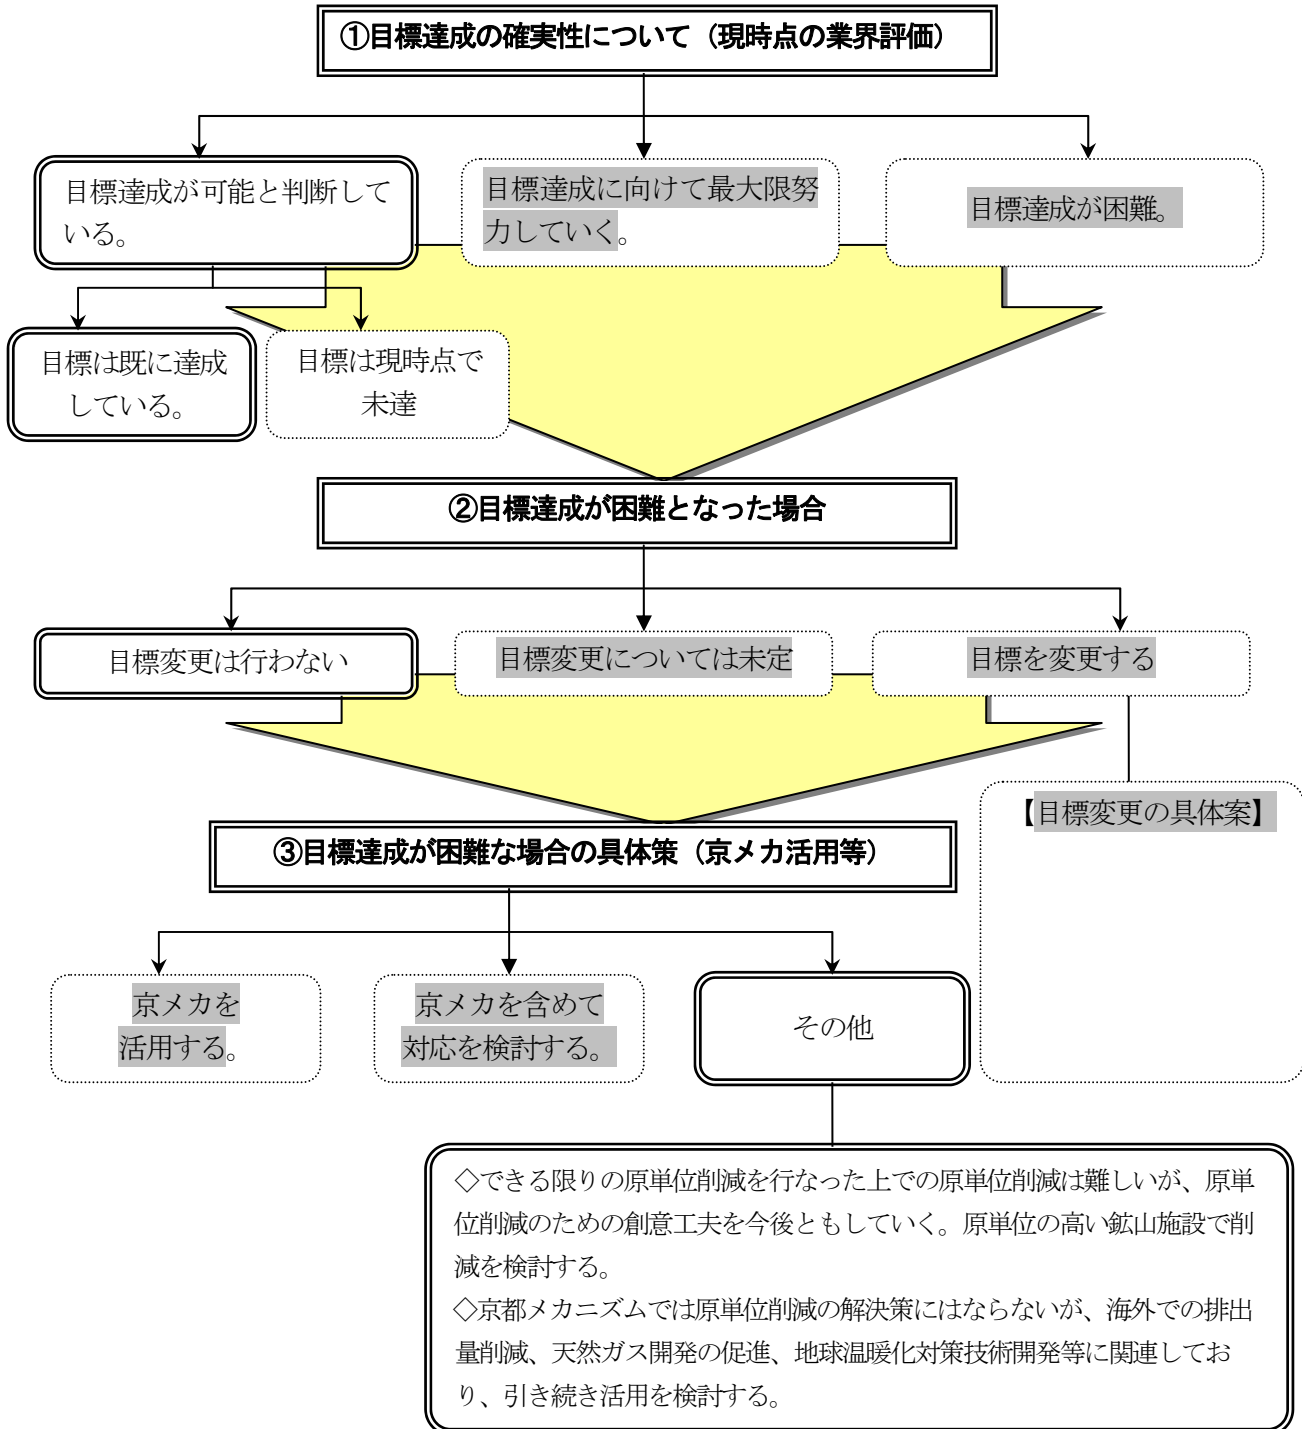 ①目標達成の確実性について（現時点の業界評価）
目標達成が可能と判断して
いる。
目標達成に向けて最大限努
力していく。
目標達成が困難。
目標は既に達成
している。
目標は現時点で
未達
②目標達成が困難となった場合
目標変更は行わない
目標変更については未定
目標を変更する
【目標変更の具体案】
③目標達成が困難な場合の具体策（京メカ活用等）
京メカを
活用する。
京メカを含めて
対応を検討する。
その他
◇できる限りの原単位削減を行なった上での原単位削減は難しいが、原単
位削減のための創意工夫を今後ともしていく。原単位の高い鉱山施設で削
減を検討する。
◇京都メカニズムでは原単位削減の解決策にはならないが、海外での排出
量削減、天然ガス開発の促進、地球温暖化対策技術開発等に関連してお
り、引き続き活用を検討する。